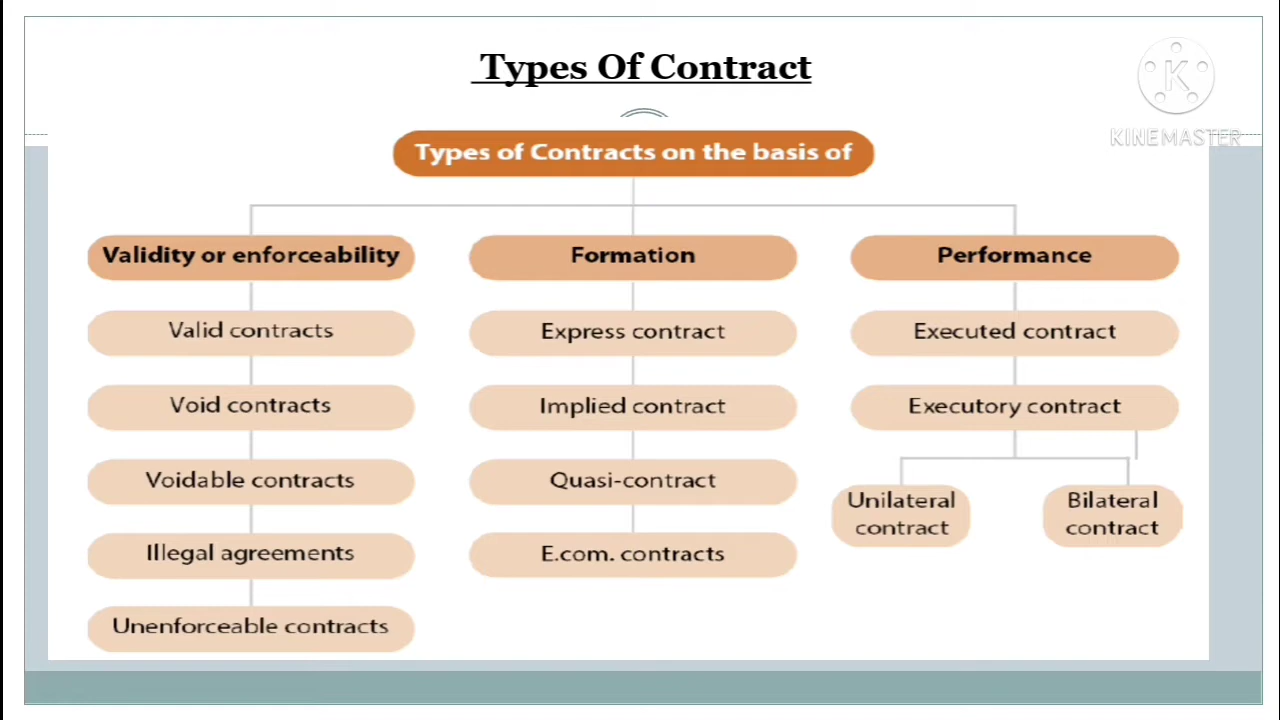 Types Of Contract
K
KINEMASTER
Types of Contracts on the basis of
Validity or enforceability
Valid contracts
Void contracts
Voidable contracts
Illegal agreements
Unenforceable contracts
Formation
Express contract
Implied contract
Quasi-contract
E.com. contracts
Performance
Executed contract
Executory contract
Unilateral
contract
Bilateral
contract